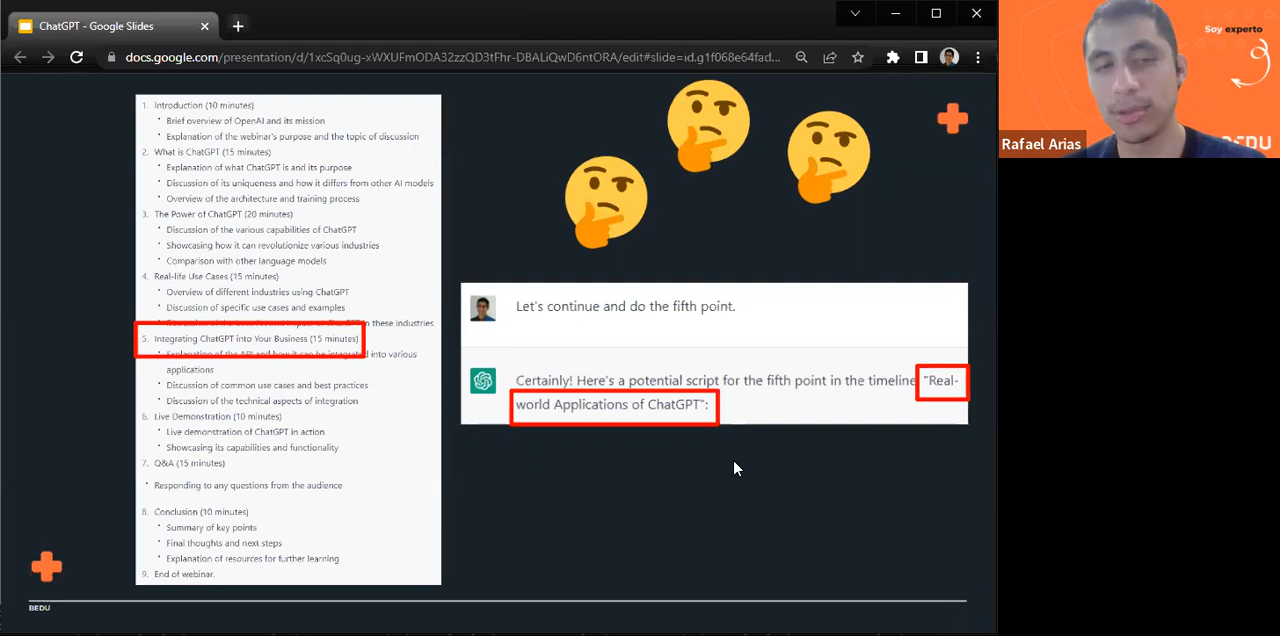 ChatGPT - Google Slides
docs.google.com/presentation/d/1xcSq0ug-xWXUFmODA32zzQD3tFhr-DBALiQwD6ntORA/edit#slide=id.g1f068e64fad...
1. Introduction (10 minutes)
• Brief overview of OpenAI and its mission
• Explanation of the webinar's purpose and the topic of discussion
2. What is ChatGPT (15 minutes)
• Explanation of what ChatGPT is and its purpose
• Discussion of its uniqueness and how it differs from other AI models
• Overview of the architecture and training process
3. The Power of ChatGPT (20 minutes)
• Discussion of the various capabilities of ChatGPT
• Showcasing how it can revolutionize various industries
• Comparison with other language models
4. Real-life Use Cases (15 minutes)
• Overview of different industries using ChatGPT
• Discussion of specific use cases and examples
in these industries
5. Integrating ChatGPT into Your Business (15 minutes)
• Explanation of the API and how it can be integrated into various
applications
• Discussion of common use cases and best practices
• Discussion of the technical aspects of integration
6. Live Demonstration (10 minutes)
• Live demonstration of ChatGPT in action
• Showcasing its capabilities and functionality
7. Q&A (15 minutes)
• Responding to any questions from the audience
8. Conclusion (10 minutes)
• Summary of key points
• Final thoughts and next steps
• Explanation of resources for further learning
9. End of webinar.
Let's continue and do the fifth point.
Certainly! Here's a potential script for the fifth point in the timeline "Real-
world Applications of ChatGPT":
BEDU
Soy experto
BEDU
Rafael Arias